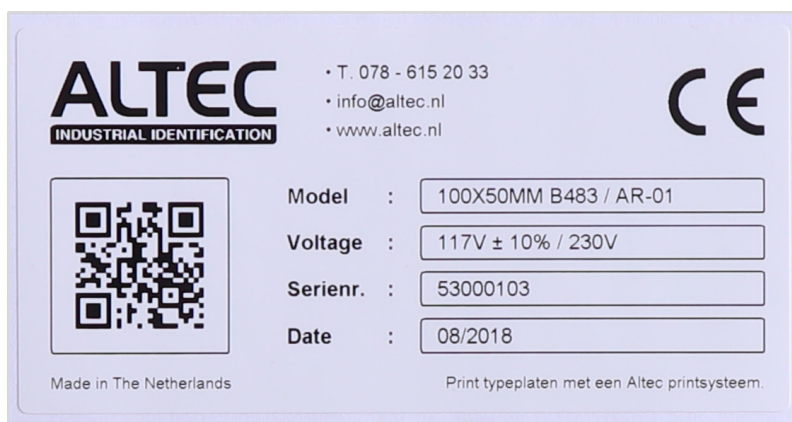 ALTEC
INDUSTRIAL IDENTIFICATION
• T. 078 - 615 20 33
• info@altec.nl
• www.altec.nl
CE
Model : 100X50MM B483 / AR-01
Voltage : 117V ± 10% / 230V
Serienr. : 53000103
Date : 08/2018
Made in The Netherlands
Print typeplaten met een Altec printsysteem.